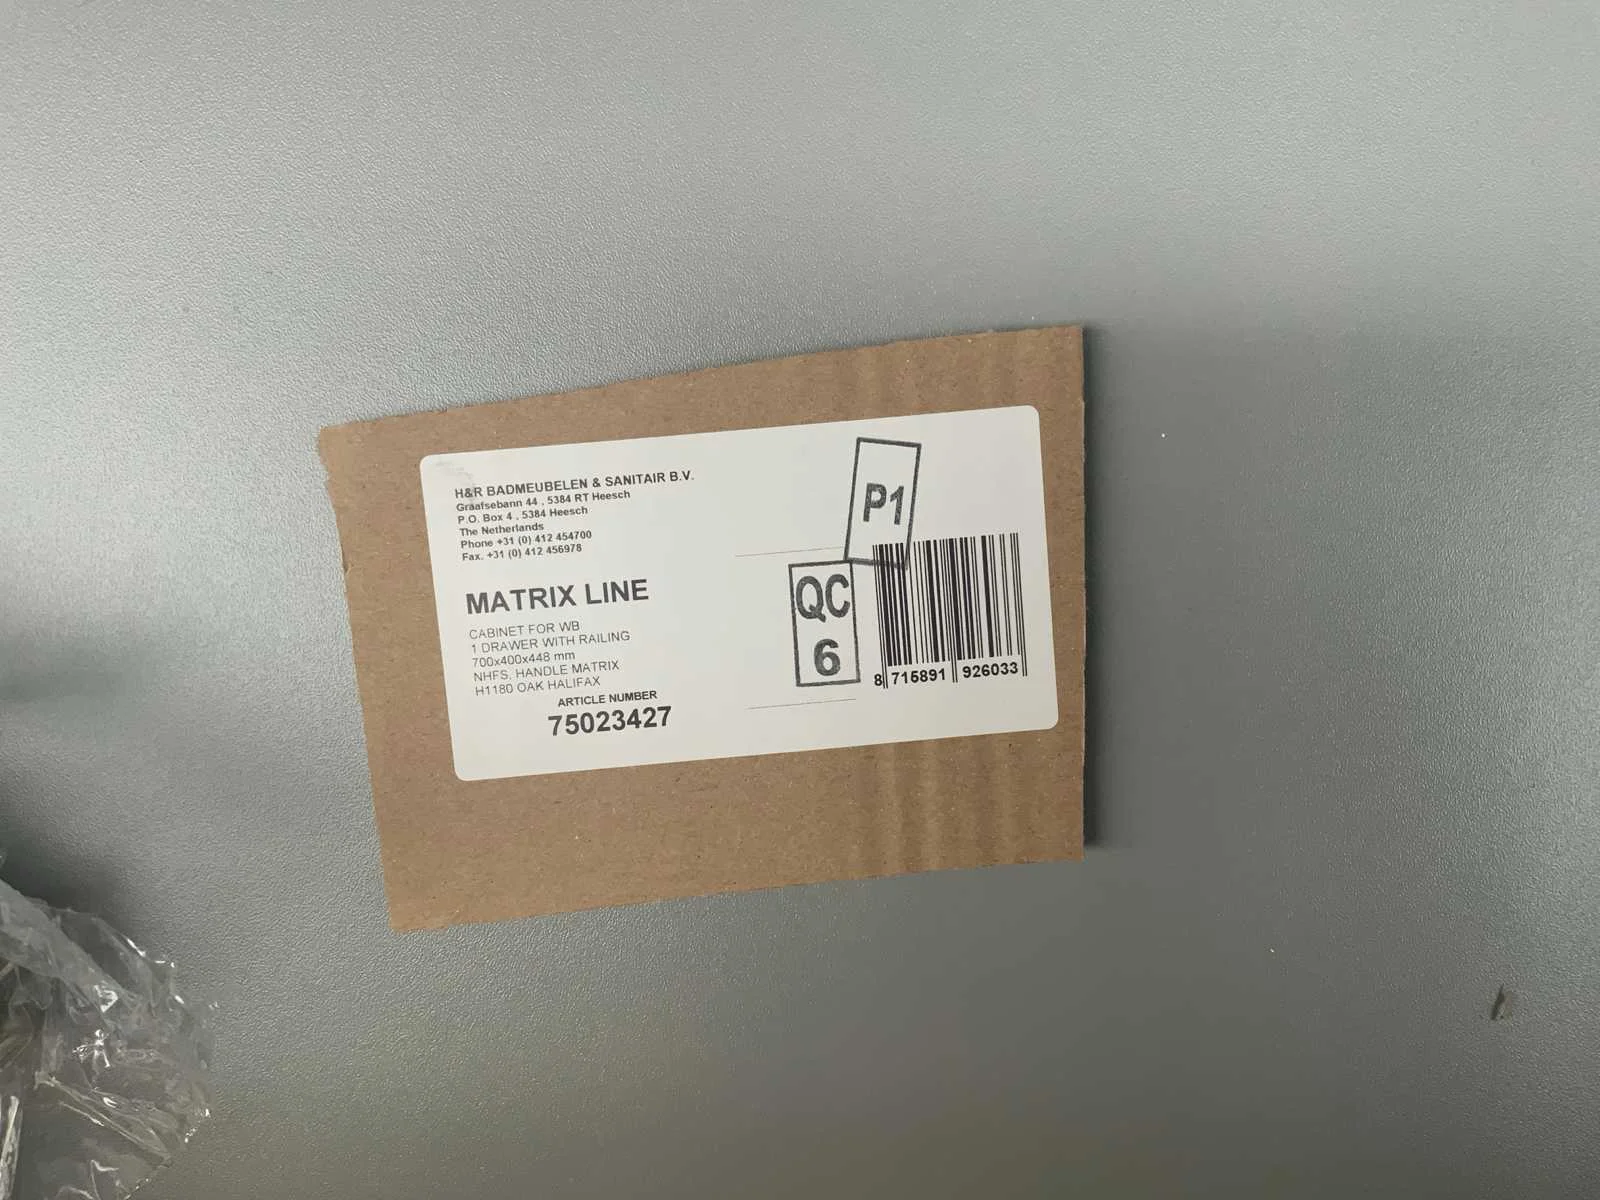 H&R BADMEUBELEN & SANITAIR B.V.
Graafsebann 44 , 5384 RT Heesch
P.O. Box 4 , 5384 Heesch
The Netherlands
Phone +31 (0) 412 454700
Fax. +31 (0) 412 456978
MATRIX LINE
CABINET FOR WB
1 DRAWER WITH RAILING
700x400x448 mm
NHFS, HANDLE MATRIX
H1180 OAK HALIFAX
ARTICLE NUMBER
75023427
P1
QC
6
8 715891 926033